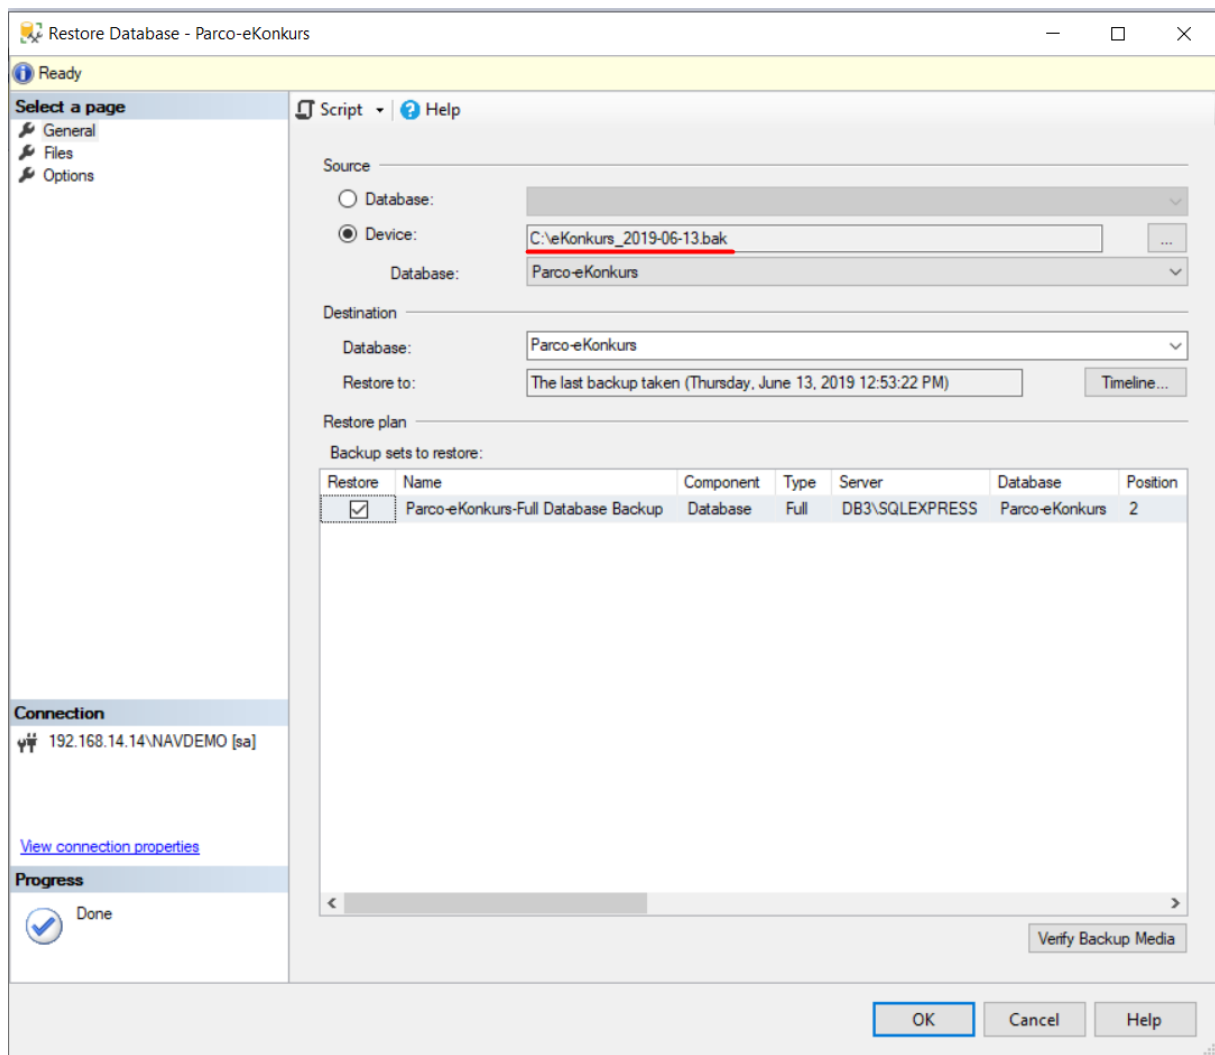 Restore Database - Parco-eKonkurs
Ready
Select a page
General
Files
Options
Script
Help
Source
Database:
Device:
C:\eKonkurs_2019-06-13.bak
...
Database:
Parco-eKonkurs
Destination
Database:
Parco-eKonkurs
Restore to:
The last backup taken (Thursday, June 13, 2019 12:53:22 PM)
Timeline...
Restore plan
Backup sets to restore:
Restore Name Component Type Server Database Position
Parco-eKonkurs-Full Database Backup Database Full DB3\SQLEXPRESS Parco-eKonkurs 2
Connection
192.168.14.14\NAVDEMO [sa]
View connection properties
Progress
Done
Verify Backup Media
OK
Cancel
Help